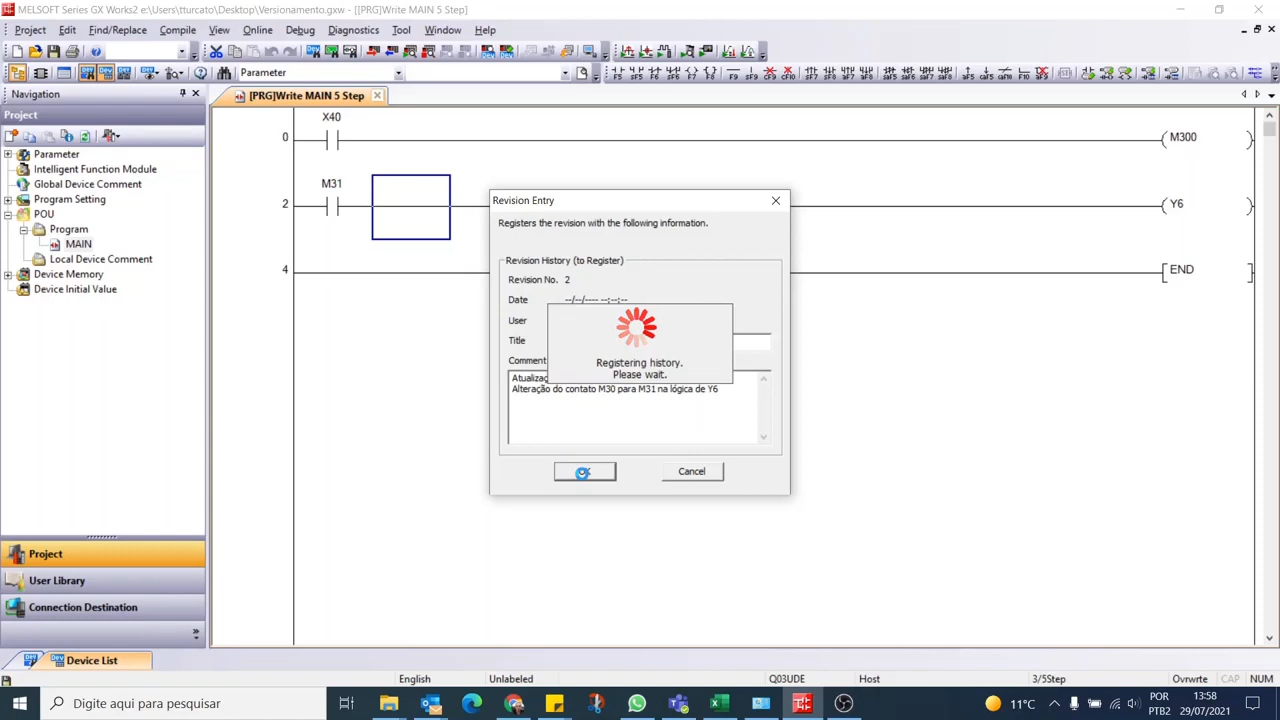 MELSOFT Series GX Works2 e:\Users\tturcato\Desktop\Versionamento.gxw - [[PRG]Write MAIN 5 Step]
Project Edit Find/Replace Compile View Online Debug Diagnostics Tool Window Help
Parameter
Navigation
[PRG]Write MAIN 5 Step
Project
Parameter
Intelligent Function Module
Global Device Comment
Program Setting
POU
Program
MAIN
Local Device Comment
Device Memory
Device Initial Value
X40
0
M300
M31
2
Y6
4
END
Revision Entry
Registers the revision with the following information.
Revision History (to Register)
Revision No. 2
Date --/--/---- --:--:--
User
Title
Comment
Registering history.
Please wait.
Alteração do contato M30 para M31 na lógica de Y6
Cancel
Project
User Library
Connection Destination
Device List
English Unlabeled Q03UDE Host 3/5Step Ovrwrte CAP NUM
Digite aqui para pesquisar
11°C
POR
PTB2
13:58
29/07/2021